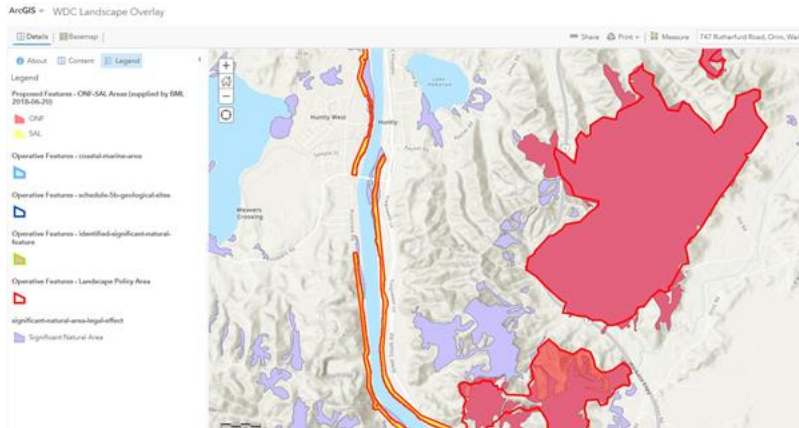 ArcGIS WDC Landscape Overlay
Details Basemap Share Print Measure 747 Rutherfurd Road, Orini, Wai
About Content Legend
Legend
Proposed Features - ONF-SAL Areas (supplied by BML
2018-06-20)
ONF
SAL
Operative Features - coastal-marine-area
Operative Features - schedule-5b-geological-sites
Operative Features - identified-significant-natural-
feature
Operative Features - Landscape Policy Area
significant-natural-area-legal-effect
Significant Natural Area
Huntly West
Huntly
Weavers
Crossing